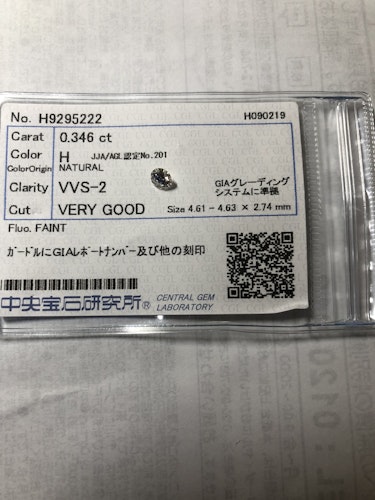 No. H9295222 H090219
Carat 0.346 ct
Color H JJA/AGL認定No.201
ColorOrigin NATURAL
Clarity VVS-2 GIAグレーディング
システムに準拠
Cut VERY GOOD Size 4.61 - 4.63 × 2.74 mm
Fluo. FAINT
ガードルにGIAレポートナンバー及び他の刻印
中央宝石研究所® CENTRAL GEM
LABORATORY